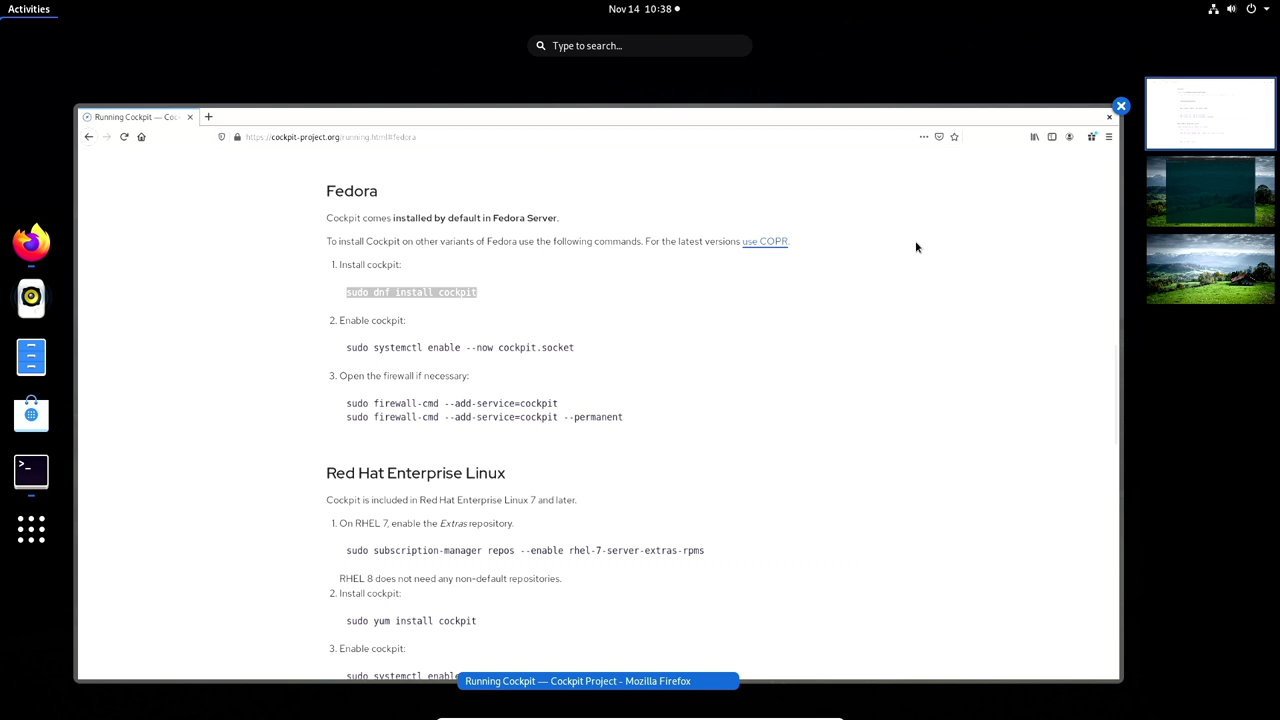 Activities
Nov 14 10:38
Type to search...
Running Cockpit — Coc
https://cockpit-project.org/running.html#fedora
Fedora
Cockpit comes installed by default in Fedora Server.
To install Cockpit on other variants of Fedora use the following commands. For the latest versions use COPR.
1. Install cockpit:
sudo dnf install cockpit
2. Enable cockpit:
sudo systemctl enable --now cockpit.socket
3. Open the firewall if necessary:
sudo firewall-cmd --add-service=cockpit
sudo firewall-cmd --add-service=cockpit --permanent
Red Hat Enterprise Linux
Cockpit is included in Red Hat Enterprise Linux 7 and later.
1. On RHEL 7, enable the Extras repository.
sudo subscription-manager repos --enable rhel-7-server-extras-rpms
RHEL 8 does not need any non-default repositories.
2. Install cockpit:
sudo yum install cockpit
3. Enable cockpit:
sudo systemctl enable
Running Cockpit — Cockpit Project - Mozilla Firefox